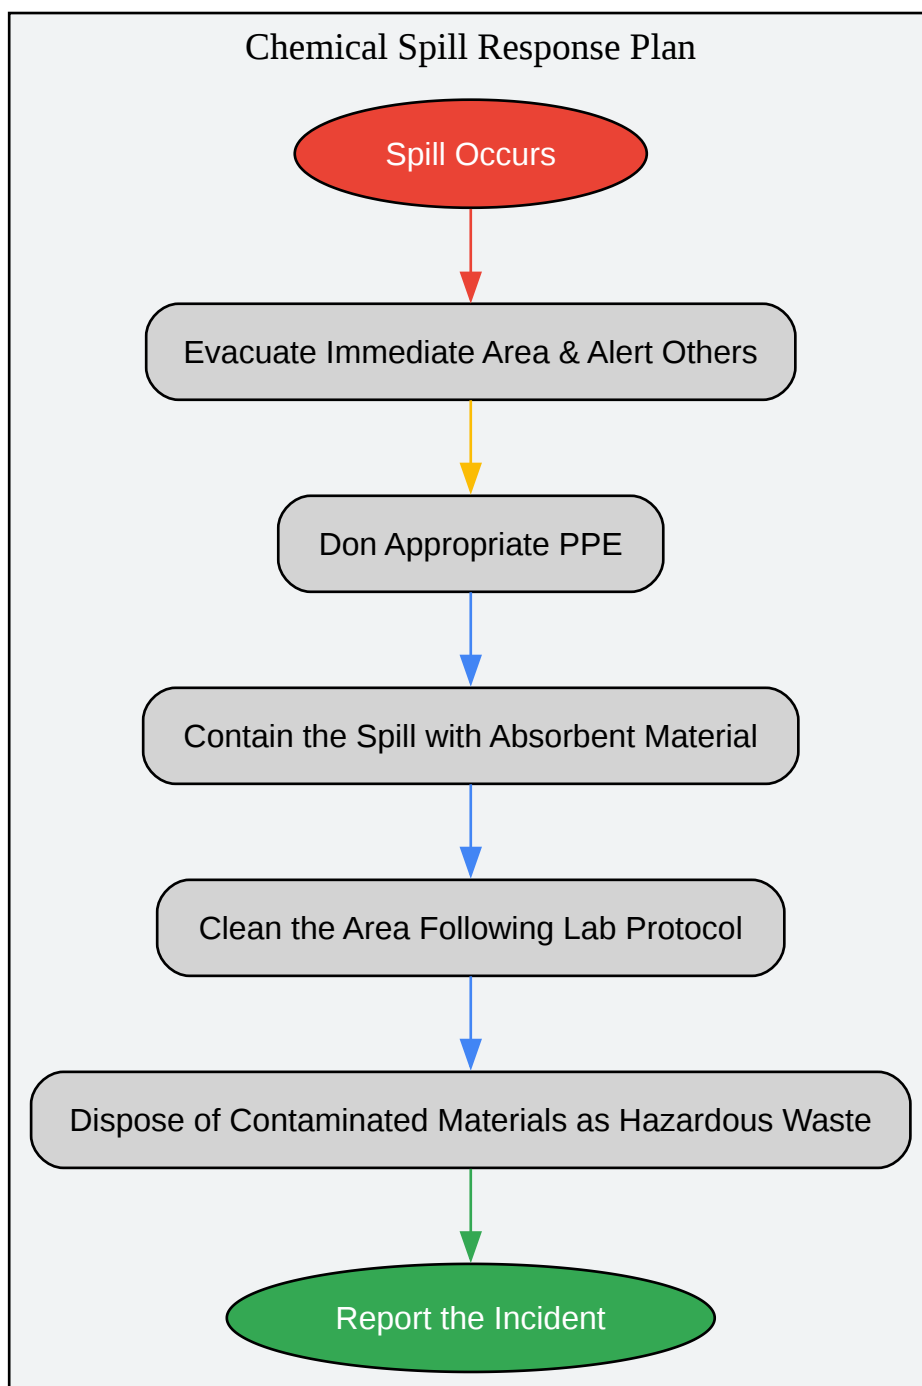 Chemical Spill Response Plan
Spill Occurs
Evacuate Immediate Area & Alert Others
Don Appropriate PPE
Contain the Spill with Absorbent Material
Clean the Area Following Lab Protocol
Dispose of Contaminated Materials as Hazardous Waste
Report the Incident